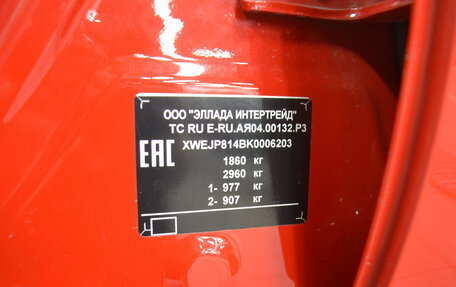 ООО "ЭЛЛАДА ИНТЕРТРЕЙД"
ТС RU E-RU.АЯ04.00132.Р3
XWEJP814BK0006203
EAC
1860 кг
2960 кг
1- 977 кг
2- 907 кг